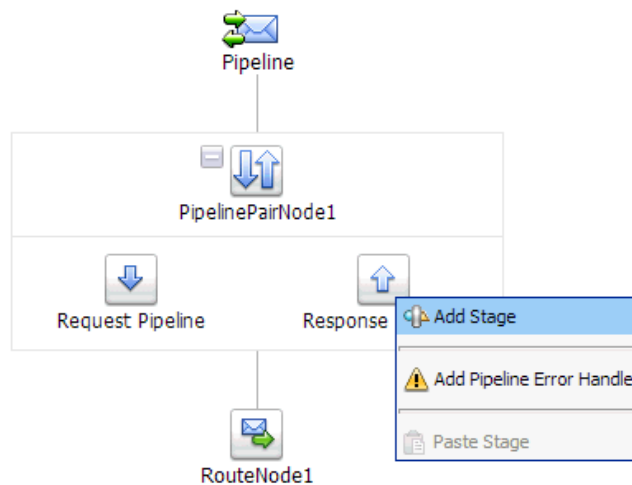 Pipeline
PipelinePairNode1
Request Pipeline
Response
Add Stage
Add Pipeline Error Handle
Paste Stage
RouteNode1